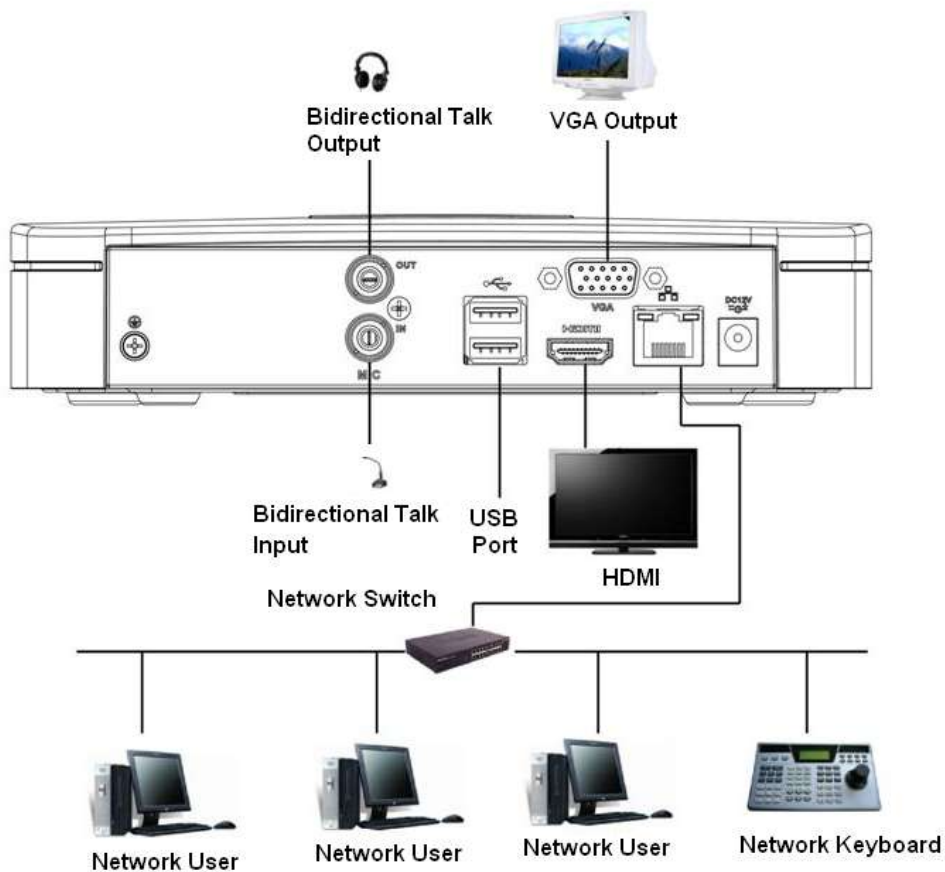 Bidirectional Talk
Output
VGA Output
OUT
IN
MIC
VGA
HDMI
DC12V
Bidirectional Talk
Input
USB
Port
HDMI
Network Switch
Network User
Network User
Network User
Network Keyboard